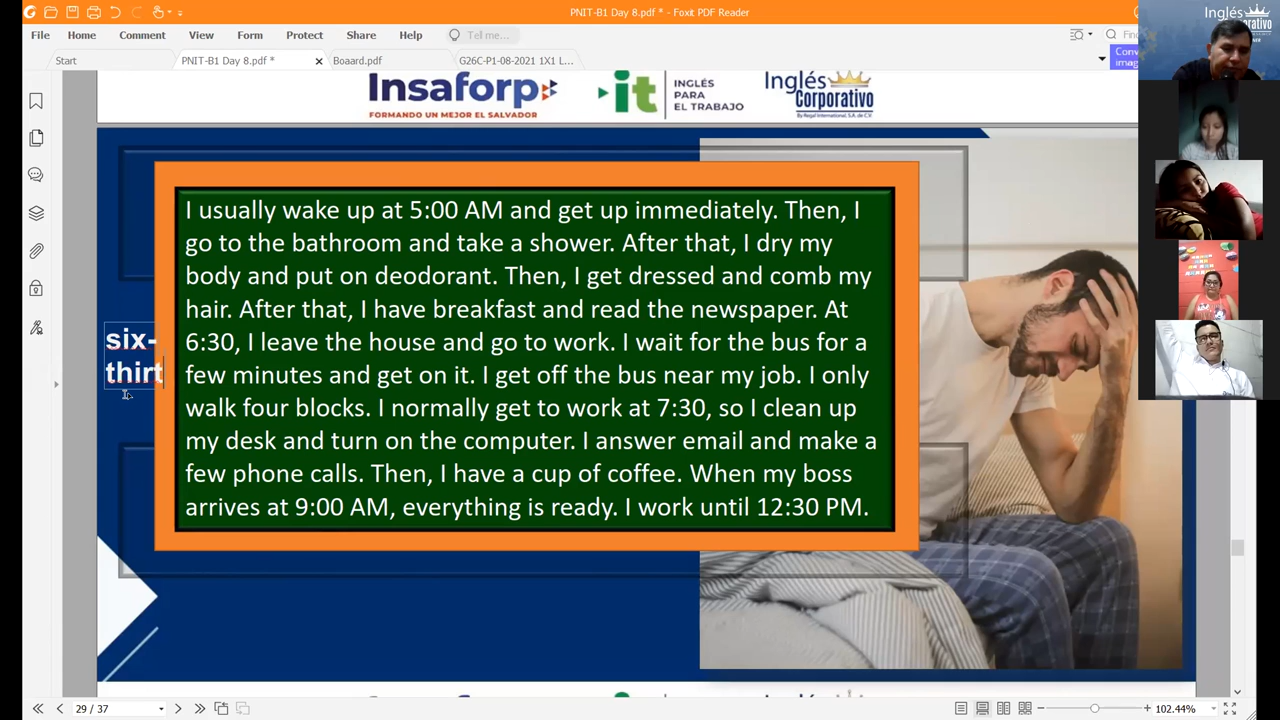 PNIT-B1 Day 8.pdf * - Foxit PDF Reader
File Home Comment View Form Protect Share Help Tell me...
Start PNIT-B1 Day 8.pdf * Boaard.pdf G26C-P1-08-2021 1X1 L...
Inglés
Corporativo
Insaforp
FORMANDO UN MEJOR EL SALVADOR
it
INGLÉS
PARA
EL TRABAJO
Inglés
Corporativo
By Regal International, S.A. de C.V.
six-
thirt
I usually wake up at 5:00 AM and get up immediately. Then, I
go to the bathroom and take a shower. After that, I dry my
body and put on deodorant. Then, I get dressed and comb my
hair. After that, I have breakfast and read the newspaper. At
6:30, I leave the house and go to work. I wait for the bus for a
few minutes and get on it. I get off the bus near my job. I only
walk four blocks. I normally get to work at 7:30, so I clean up
my desk and turn on the computer. I answer email and make a
few phone calls. Then, I have a cup of coffee. When my boss
arrives at 9:00 AM, everything is ready. I work until 12:30 PM.
29 / 37
102.44%